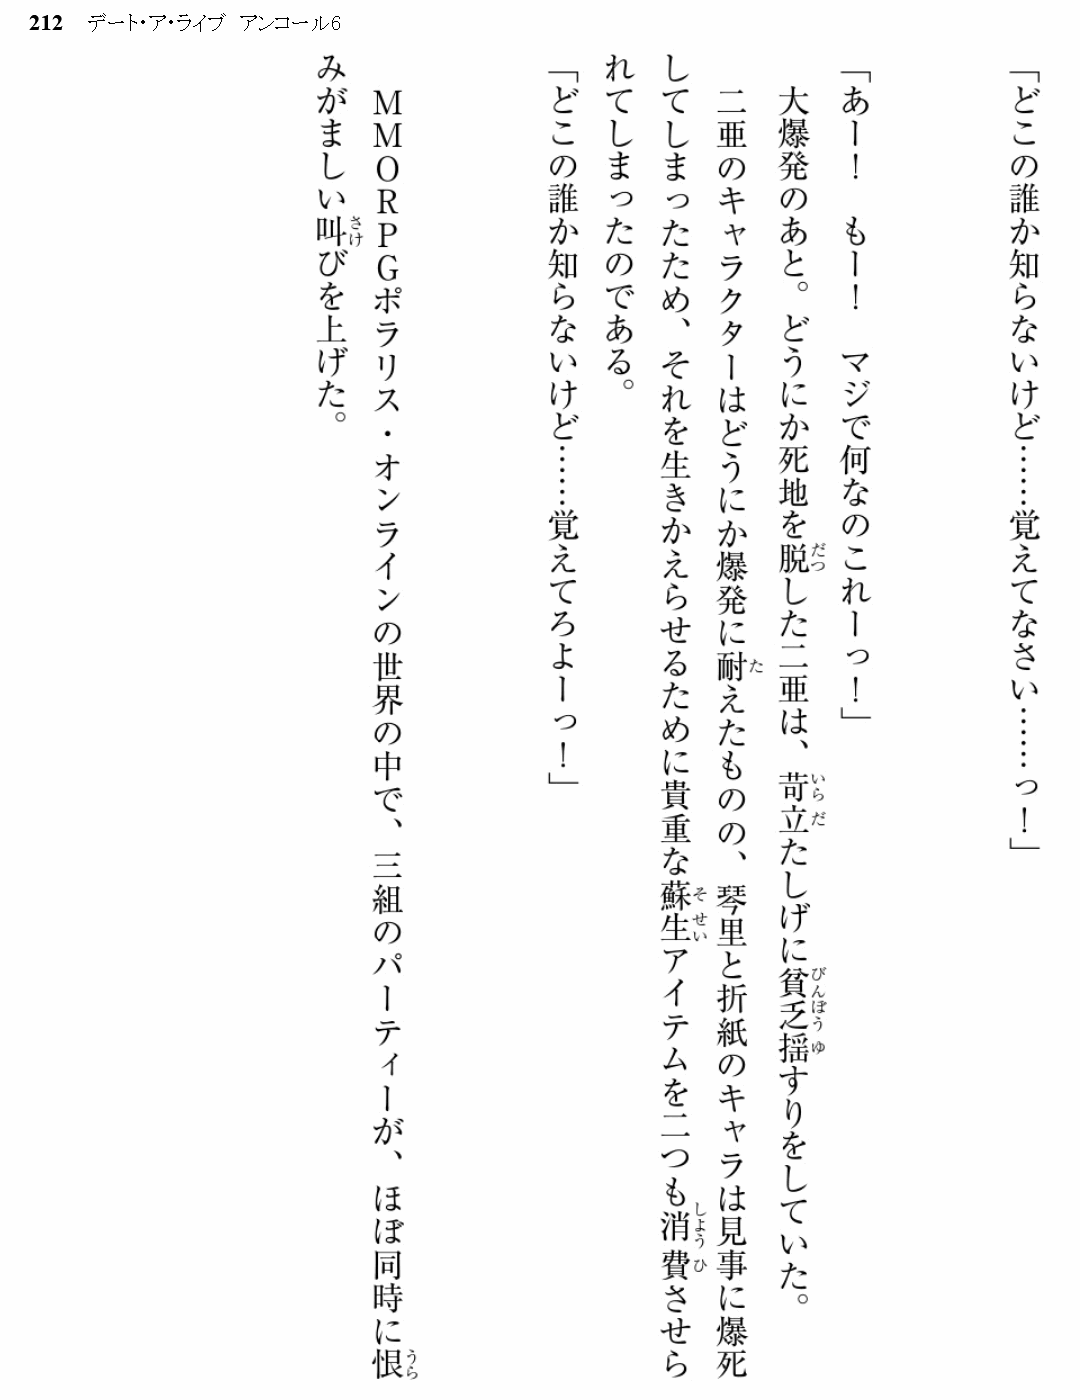 212 デート・ア・ライブ アンコール6
「どこの誰か知らないけど……覚えてなさい……っ！」
「あー！　もー！　マジで何なのこれーっ！」
大爆発のあと。どうにか死地を脱した二亜は、苛立たしげに貧乏揺すりをしていた。
二亜のキャラクターはどうにか爆発に耐えたものの、琴里と折紙のキャラは見事に爆死
してしまったため、それを生きかえらせるために貴重な蘇生アイテムを二つも消費させら
れてしまったのである。
「どこの誰か知らないけど……覚えてろよーっ！」
ＭＭＯＲＰＧポラリス・オンラインの世界の中で、三組のパーティーが、ほぼ同時に恨
みがましい叫びを上げた。